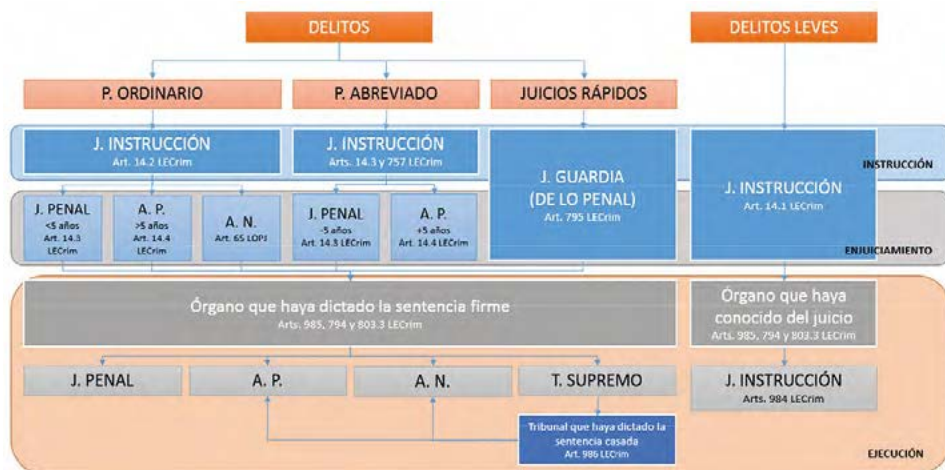 DELITOS
DELITOS LEVES
P. ORDINARIO
P. ABREVIADO
JUICIOS RÁPIDOS
J. INSTRUCCIÓN
Art. 14.2 LECrim
J. INSTRUCCIÓN
Arts. 14.3 y 757 LECrim
J. GUARDIA
(DE LO PENAL)
Art. 795 LECrim
J. INSTRUCCIÓN
Art. 14.1 LECrim
INSTRUCCIÓN
J. PENAL
<5 años
Art. 14.3
LECrim
A. P.
>5 años
Art. 14.4
LECrim
A. N.
Art. 65 LOPJ
J. PENAL
-5 años
Art. 14.3 LECrim
A. P.
+5 años
Art. 14.4 LECrim
ENJUICIAMIENTO
Órgano que haya dictado la sentencia firme
Arts. 985, 794 y 803.3 LECrim
Órgano que haya
conocido del juicio
Arts. 985, 794 y 803.3 LECrim
J. PENAL
A. P.
A. N.
T. SUPREMO
J. INSTRUCCIÓN
Arts. 984 LECrim
Tribunal que haya dictado la
sentencia casada
Art. 986 LECrim
EJECUCIÓN